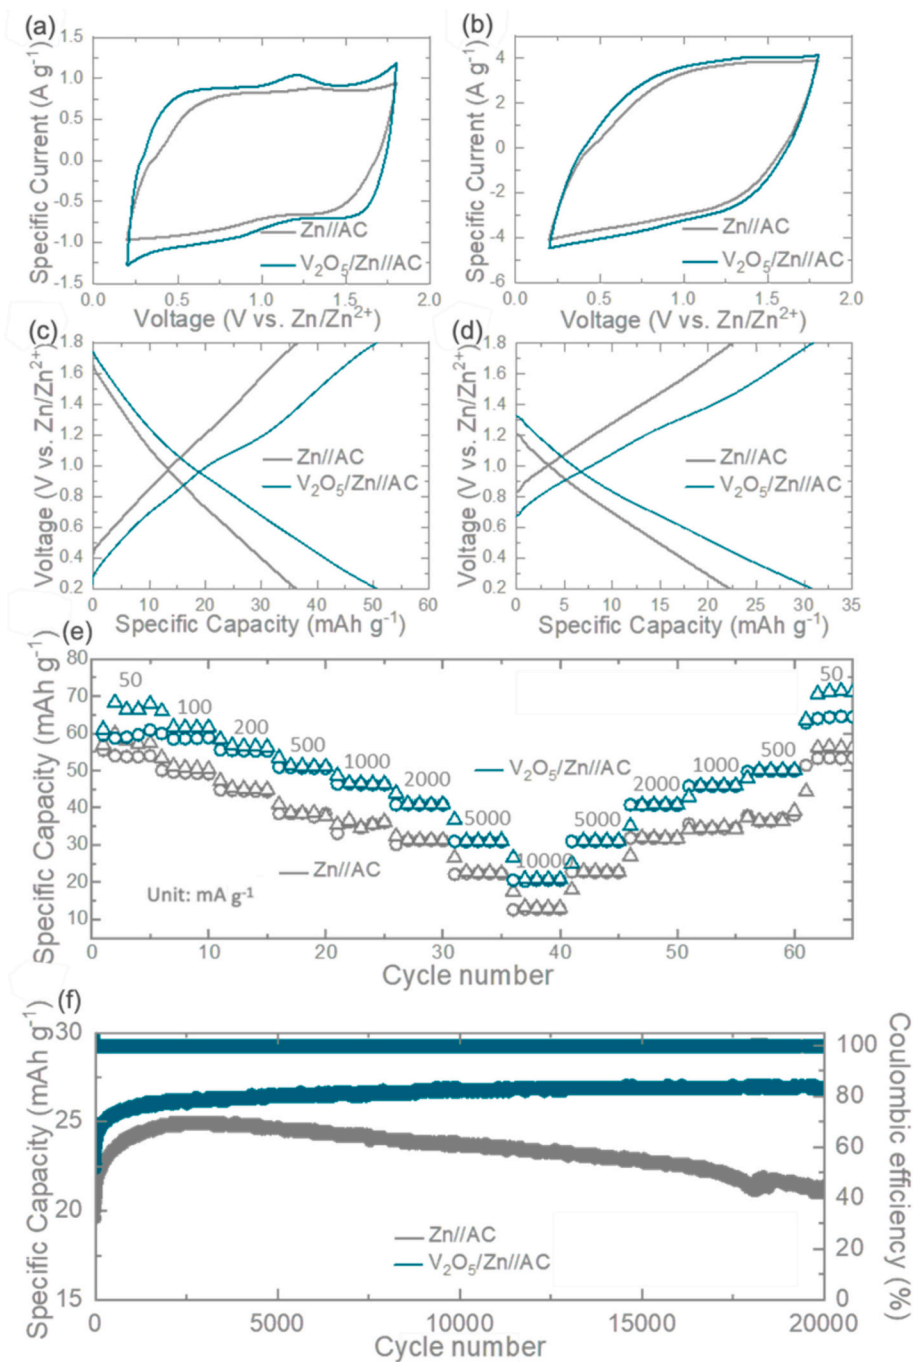 (a)
1.5
1.0
0.5
0.0
-0.5
-1.0
-1.5
Specific Current (A g⁻¹)
Zn//AC
V₂O₅/Zn//AC
0.0 0.5 1.0 1.5 2.0
Voltage (V vs. Zn/Zn²⁺)
(b)
4
2
0
-2
-4
-6
Specific Current (A g⁻¹)
Zn//AC
V₂O₅/Zn//AC
0.0 0.5 1.0 1.5 2.0
Voltage (V vs. Zn/Zn²⁺)
(c)
1.8
1.6
1.4
1.2
1.0
0.8
0.6
0.4
0.2
Voltage (V vs. Zn/Zn²⁺)
Zn//AC
V₂O₅/Zn//AC
0 10 20 30 40 50 60
Specific Capacity (mAh g⁻¹)
(d)
1.8
1.6
1.4
1.2
1.0
0.8
0.6
0.4
0.2
Voltage (V vs. Zn/Zn²⁺)
Zn//AC
V₂O₅/Zn//AC
0 5 10 15 20 25 30 35
Specific Capacity (mAh g⁻¹)
(e)
80
70
60
50
40
30
20
10
Specific Capacity (mAh g⁻¹)
50 100 200 500 1000 2000 5000 10000 5000 2000 1000 500 50
V₂O₅/Zn//AC
Zn//AC
Unit: mA g⁻¹
0 10 20 30 40 50 60
Cycle number
(f)
30
25
20
15
Specific Capacity (mAh g⁻¹)
Zn//AC
V₂O₅/Zn//AC
100
80
60
40
20
0
Coulombic efficiency (%)
0 5000 10000 15000 20000
Cycle number